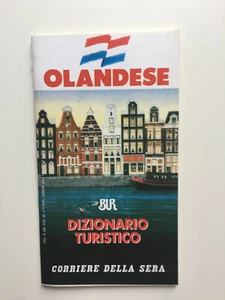 OLANDESE
BUR
DIZIONARIO
TURISTICO
CORRIERE DELLA SERA